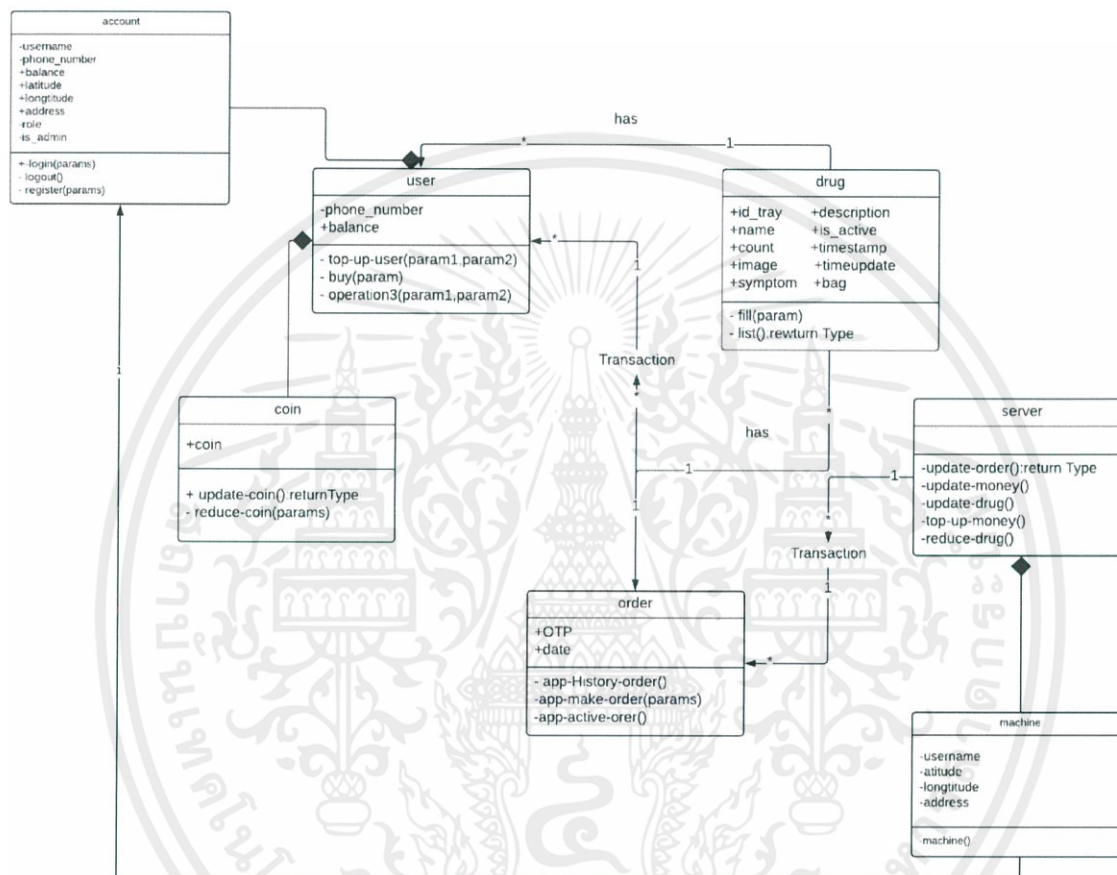 account
-username
-phone_number
+balance
+latitude
+longtitude
+address
-role
-is_admin
+-login(params)
- logout()
- register(params)
1
has
*
1
user
-phone_number
+balance
- top-up-user(param1,param2)
- buy(param)
- operation3(param1,param2)
drug
+id_tray +description
+name +is_active
+count +timestamp
+image +timeupdate
+symptom +bag
- fill(param)
- list().rewturn Type
*
1
Transaction
*
1
1
has
*
coin
+coin
+ update-coin().returnType
- reduce-coin(params)
server
-update-order():return Type
-update-money()
-update-drug()
-top-up-money()
-reduce-drug()
1
*
Transaction
1
*
order
+OTP
+date
- app-History-order()
-app-make-order(params)
-app-active-orer()
machine
-username
-atitude
-longtitude
-address
machine()